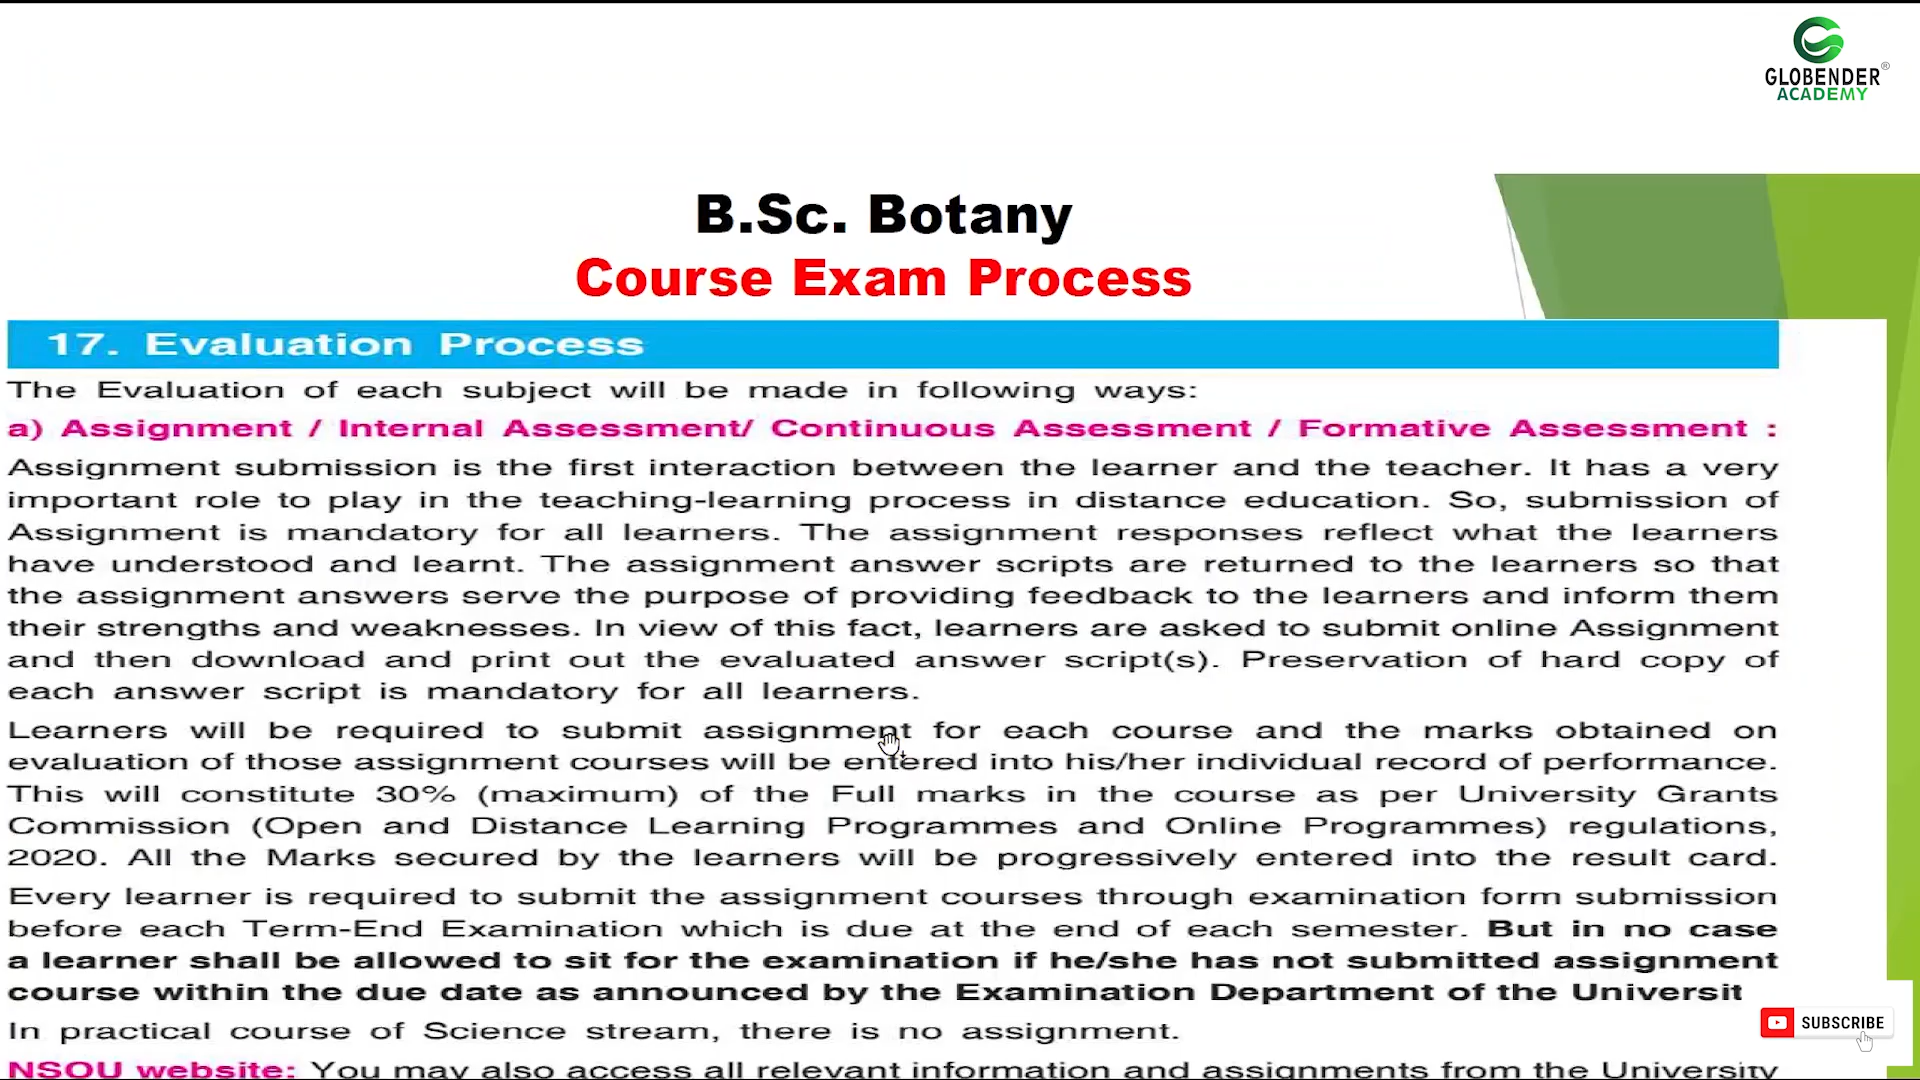 GLOBENDER®
ACADEMY
B.Sc. Botany
Course Exam Process
17. Evaluation Process
The Evaluation of each subject will be made in following ways:
a) Assignment / Internal Assessment/ Continuous Assessment / Formative Assessment :
Assignment submission is the first interaction between the learner and the teacher. It has a very
important role to play in the teaching-learning process in distance education. So, submission of
Assignment is mandatory for all learners. The assignment responses reflect what the learners
have understood and learnt. The assignment answer scripts are returned to the learners so that
the assignment answers serve the purpose of providing feedback to the learners and inform them
their strengths and weaknesses. In view of this fact, learners are asked to submit online Assignment
and then download and print out the evaluated answer script(s). Preservation of hard copy of
each answer script is mandatory for all learners.
Learners will be required to submit assignment for each course and the marks obtained on
evaluation of those assignment courses will be entered into his/her individual record of performance.
This will constitute 30% (maximum) of the Full marks in the course as per University Grants
Commission (Open and Distance Learning Programmes and Online Programmes) regulations,
2020. All the Marks secured by the learners will be progressively entered into the result card.
Every learner is required to submit the assignment courses through examination form submission
before each Term-End Examination which is due at the end of each semester. But in no case
a learner shall be allowed to sit for the examination if he/she has not submitted assignment
course within the due date as announced by the Examination Department of the Universit
In practical course of Science stream, there is no assignment.
NSOU website: You may also access all relevant information and assignments from the University
SUBSCRIBE